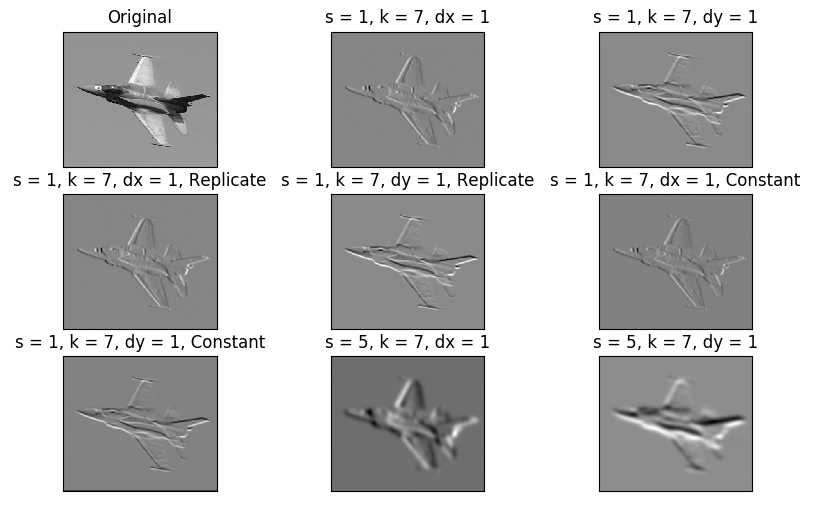 Original
s = 1, k = 7, dx = 1
s = 1, k = 7, dy = 1
s = 1, k = 7, dx = 1, Replicate
s = 1, k = 7, dy = 1, Replicate
s = 1, k = 7, dx = 1, Constant
s = 1, k = 7, dy = 1, Constant
s = 5, k = 7, dx = 1
s = 5, k = 7, dy = 1